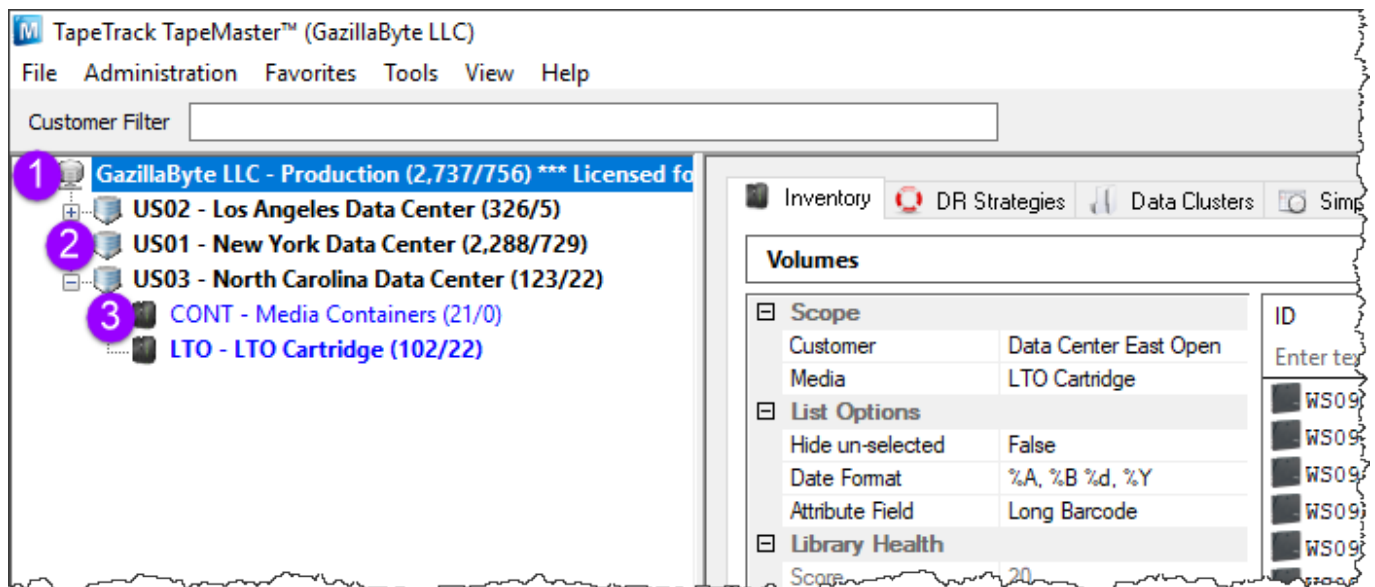 TapeTrack TapeMaster™ (GazillaByte LLC)
File Administration Favorites Tools View Help
Customer Filter
1 GazillaByte LLC - Production (2,737/756) *** Licensed fo
US02 - Los Angeles Data Center (326/5)
2 US01 - New York Data Center (2,288/729)
US03 - North Carolina Data Center (123/22)
3 CONT - Media Containers (21/0)
LTO - LTO Cartridge (102/22)
Inventory DR Strategies Data Clusters Simp
Volumes
Scope
Customer Data Center East Open
Media LTO Cartridge
List Options
Hide un-selected False
Date Format %A, %B %d, %Y
Attribute Field Long Barcode
Library Health
Score 20
ID
Enter tex
WS09
WS09
WS09
WS09
WS09